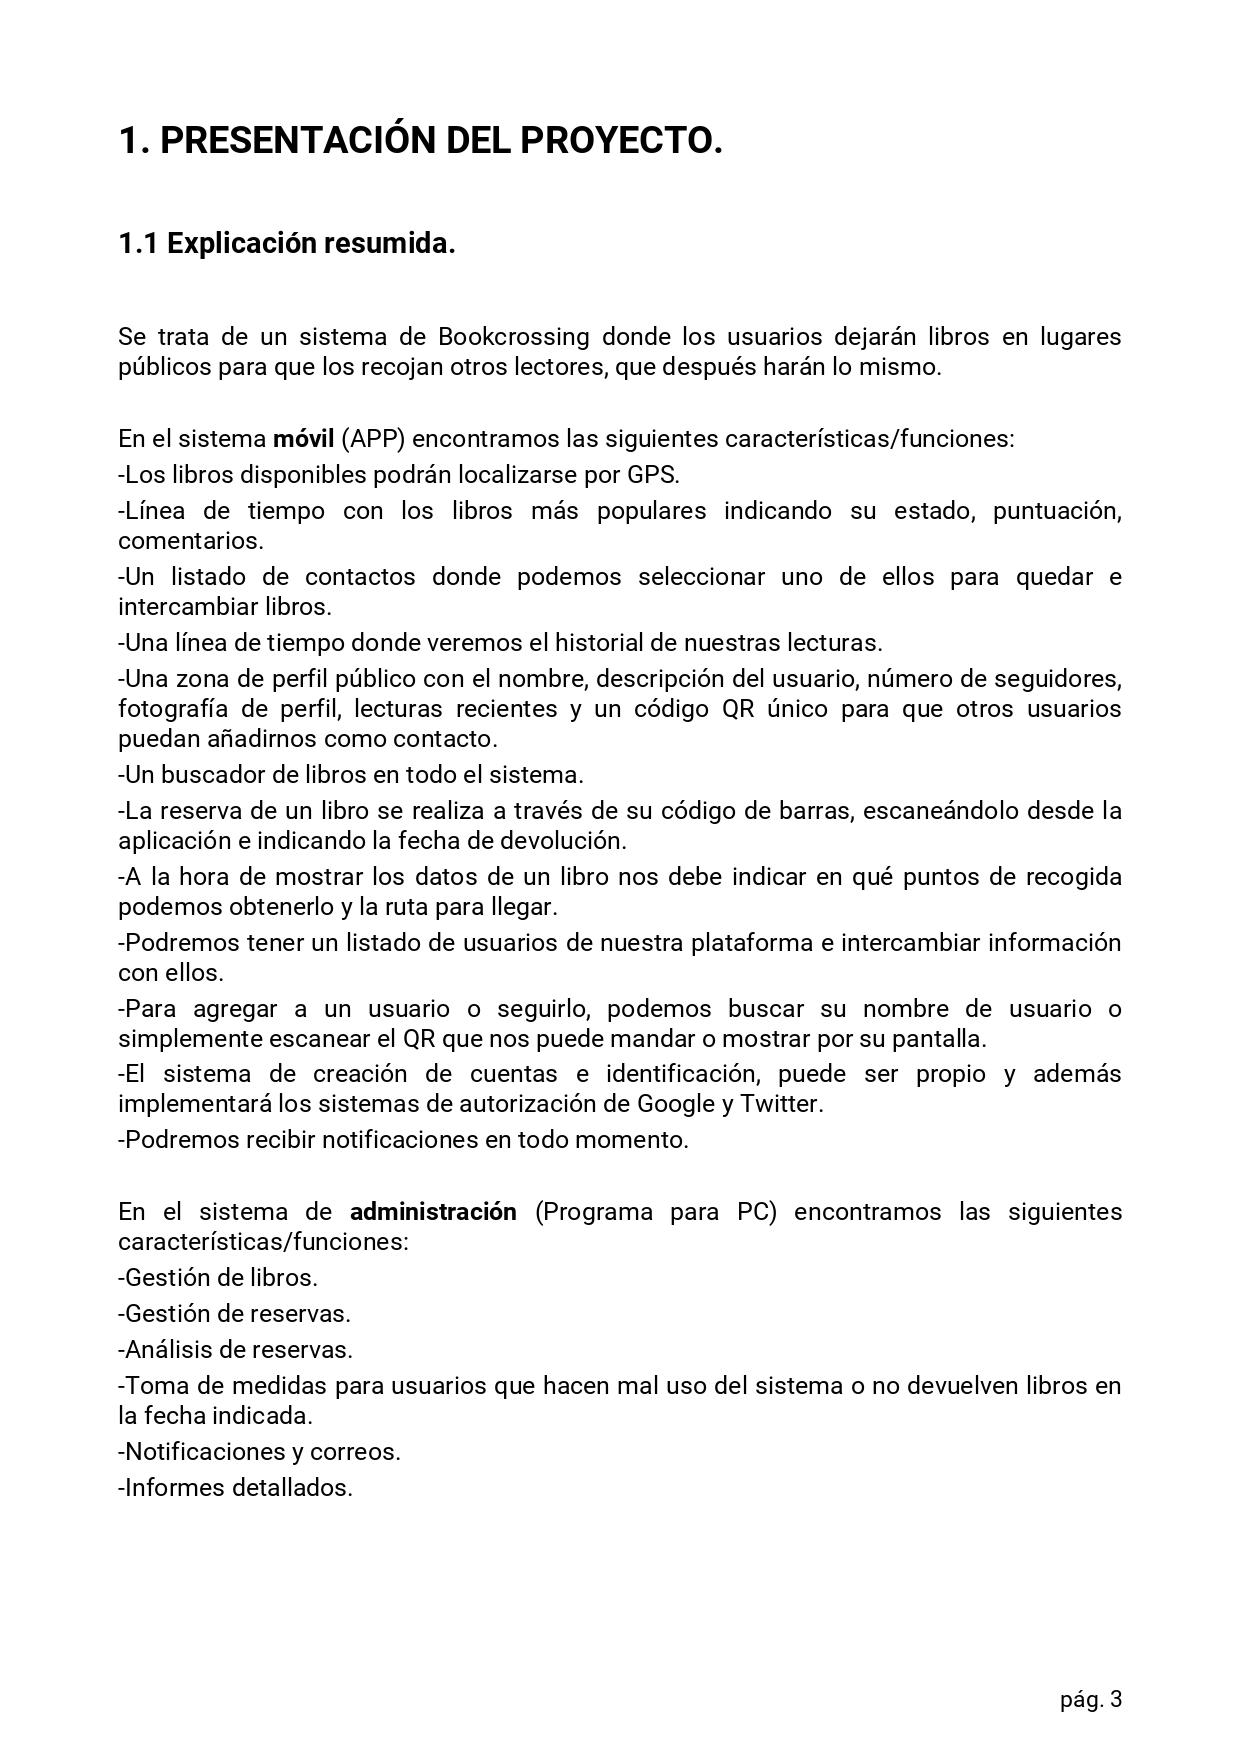 1. PRESENTACIÓN DEL PROYECTO.
1.1 Explicación resumida.
Se trata de un sistema de Bookcrossing donde los usuarios dejarán libros en lugares
públicos para que los recojan otros lectores, que después harán lo mismo.
En el sistema móvil (APP) encontramos las siguientes características/funciones:
-Los libros disponibles podrán localizarse por GPS.
-Línea de tiempo con los libros más populares indicando su estado, puntuación,
comentarios.
-Un listado de contactos donde podemos seleccionar uno de ellos para quedar e
intercambiar libros.
-Una línea de tiempo donde veremos el historial de nuestras lecturas.
-Una zona de perfil público con el nombre, descripción del usuario, número de seguidores,
fotografía de perfil, lecturas recientes y un código QR único para que otros usuarios
puedan añadirnos como contacto.
-Un buscador de libros en todo el sistema.
-La reserva de un libro se realiza a través de su código de barras, escaneándolo desde la
aplicación e indicando la fecha de devolución.
-A la hora de mostrar los datos de un libro nos debe indicar en qué puntos de recogida
podemos obtenerlo y la ruta para llegar.
-Podremos tener un listado de usuarios de nuestra plataforma e intercambiar información
con ellos.
-Para agregar a un usuario o seguirlo, podemos buscar su nombre de usuario o
simplemente escanear el QR que nos puede mandar o mostrar por su pantalla.
-El sistema de creación de cuentas e identificación, puede ser propio y además
implementará los sistemas de autorización de Google y Twitter.
-Podremos recibir notificaciones en todo momento.
En el sistema de administración (Programa para PC) encontramos las siguientes
características/funciones:
-Gestión de libros.
-Gestión de reservas.
-Análisis de reservas.
-Toma de medidas para usuarios que hacen mal uso del sistema o no devuelven libros en
la fecha indicada.
-Notificaciones y correos.
-Informes detallados.
pág. 3